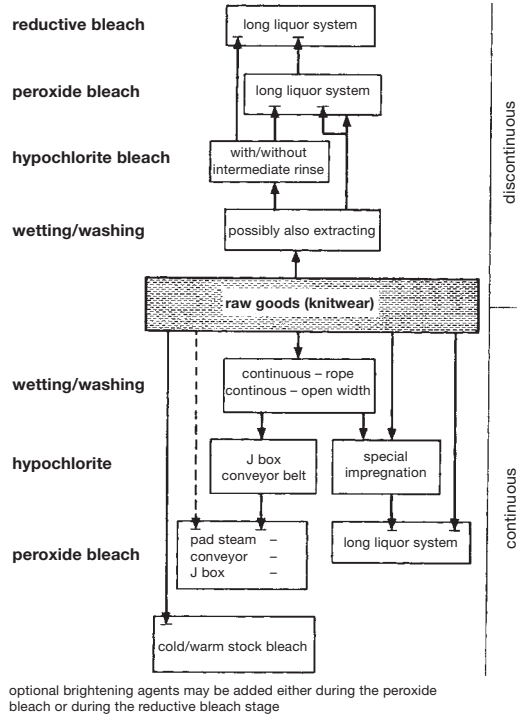 reductive bleach
long liquor system
peroxide bleach
long liquor system
hypochlorite bleach
with/without
intermediate rinse
wetting/washing
possibly also extracting
discontinuous
raw goods (knitwear)
wetting/washing
continuous – rope
continous – open width
hypochlorite
J box
conveyor belt
special
impregnation
peroxide bleach
pad steam –
conveyor –
J box –
long liquor system
continuous
cold/warm stock bleach
optional brightening agents may be added either during the peroxide
bleach or during the reductive bleach stage